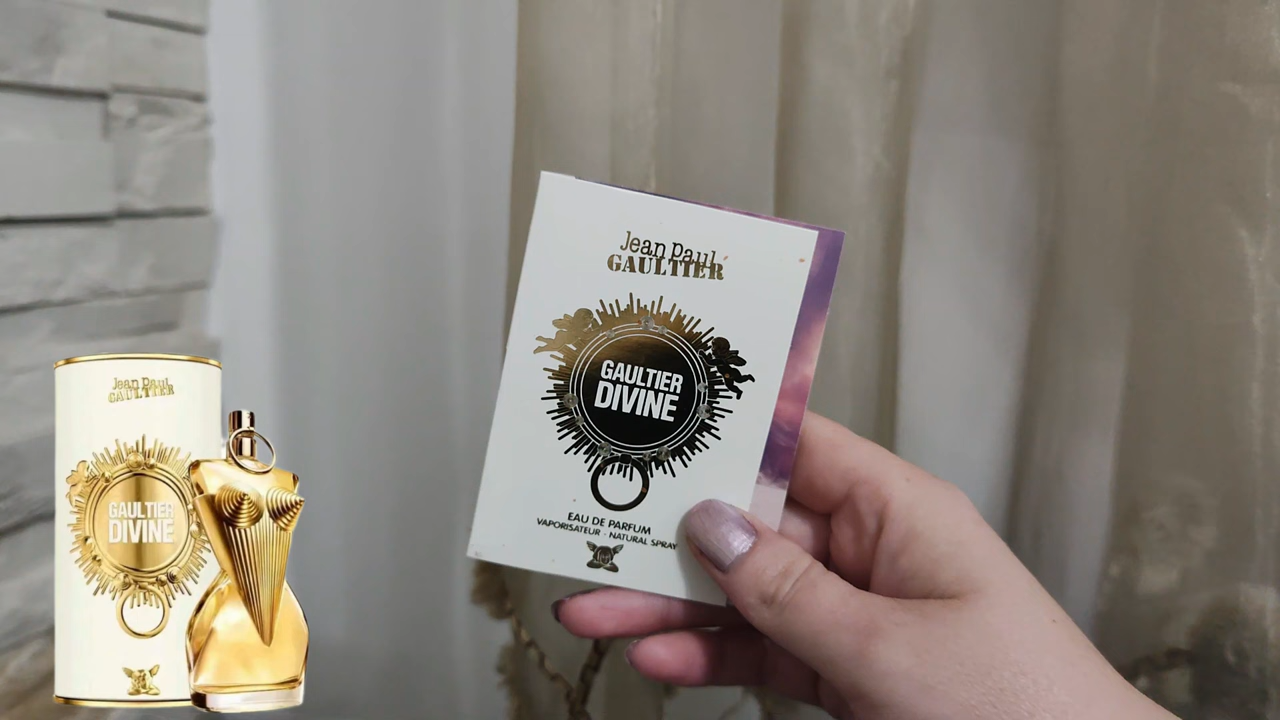 Jean Paul
GAULTIER
GAULTIER
DIVINE
EAU DE PARFUM
VAPORISATEUR - NATURAL SPRAY
Jean Paul
GAULTIER
GAULTIER
DIVINE